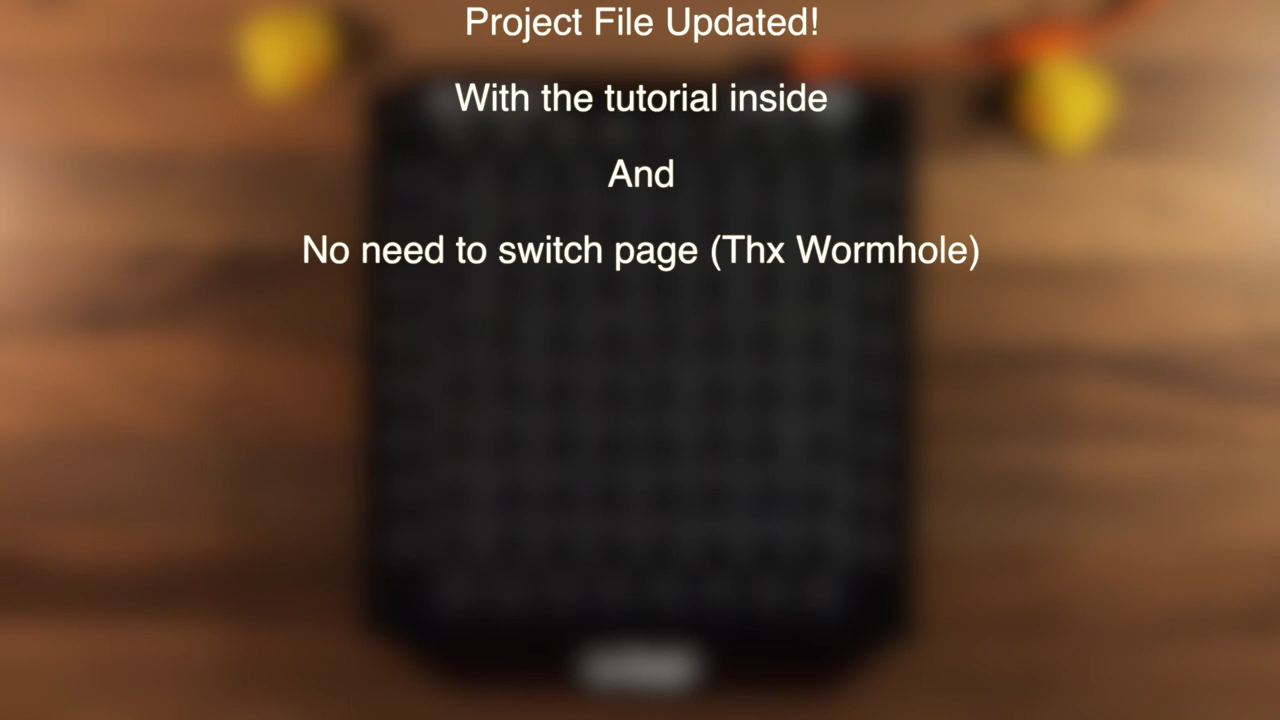 Project File Updated!
With the tutorial inside
And
No need to switch page (Thx Wormhole)